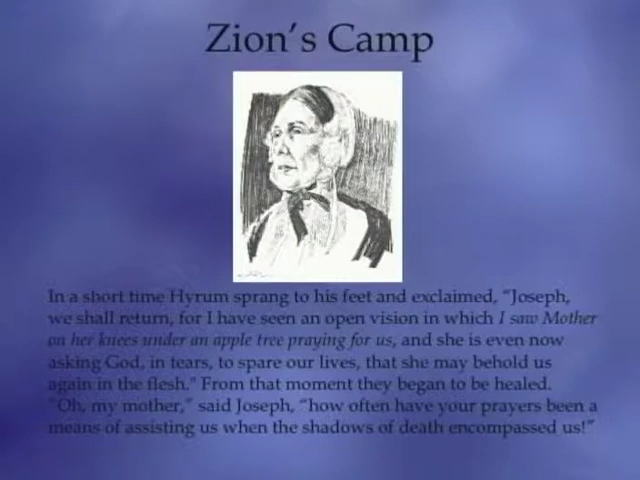 Zion’s Camp
In a short time Hyrum sprang to his feet and exclaimed, “Joseph,
we shall return, for I have seen an open vision in which I saw Mother
on her knees under an apple tree praying for us, and she is even now
asking God, in tears, to spare our lives, that she may behold us
again in the flesh." From that moment they began to be healed.
“Oh, my mother,” said Joseph, “how often have your prayers been a
means of assisting us when the shadows of death encompassed us!”